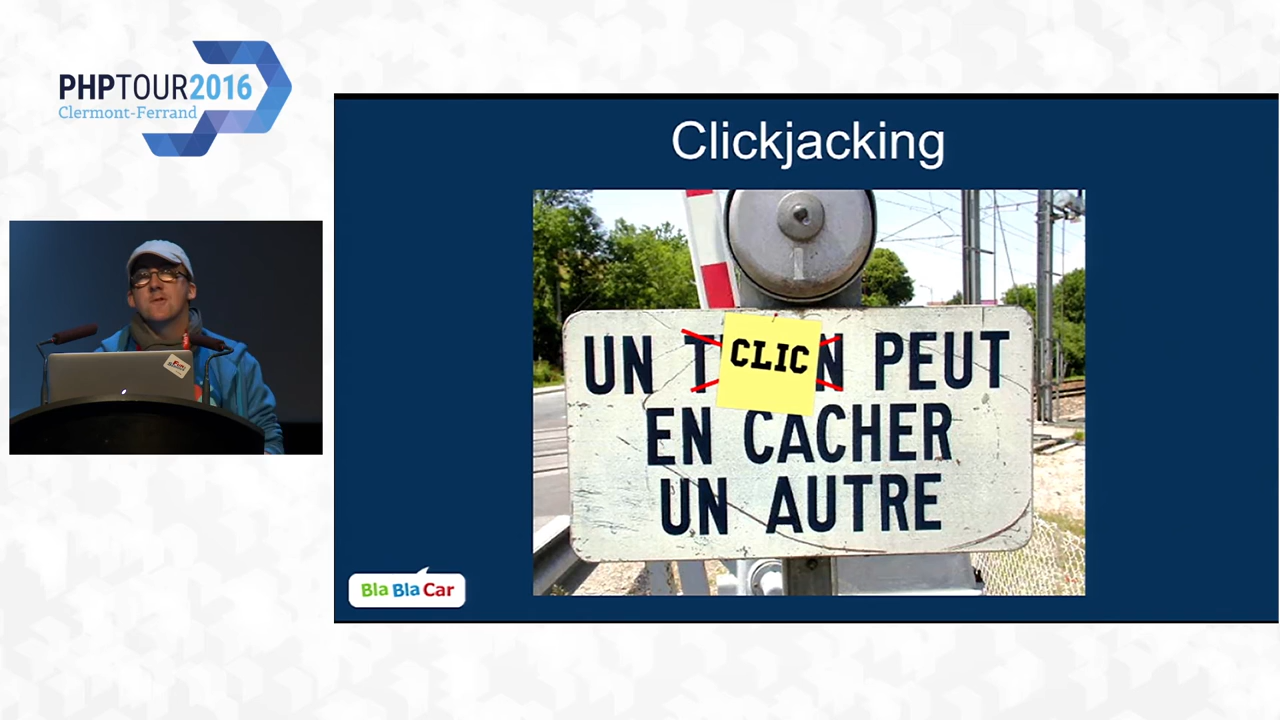 PHPTOUR2016
Clermont-Ferrand
Clickjacking
UN T CLIC N PEUT
EN CACHER
UN AUTRE
BlaBlaCar